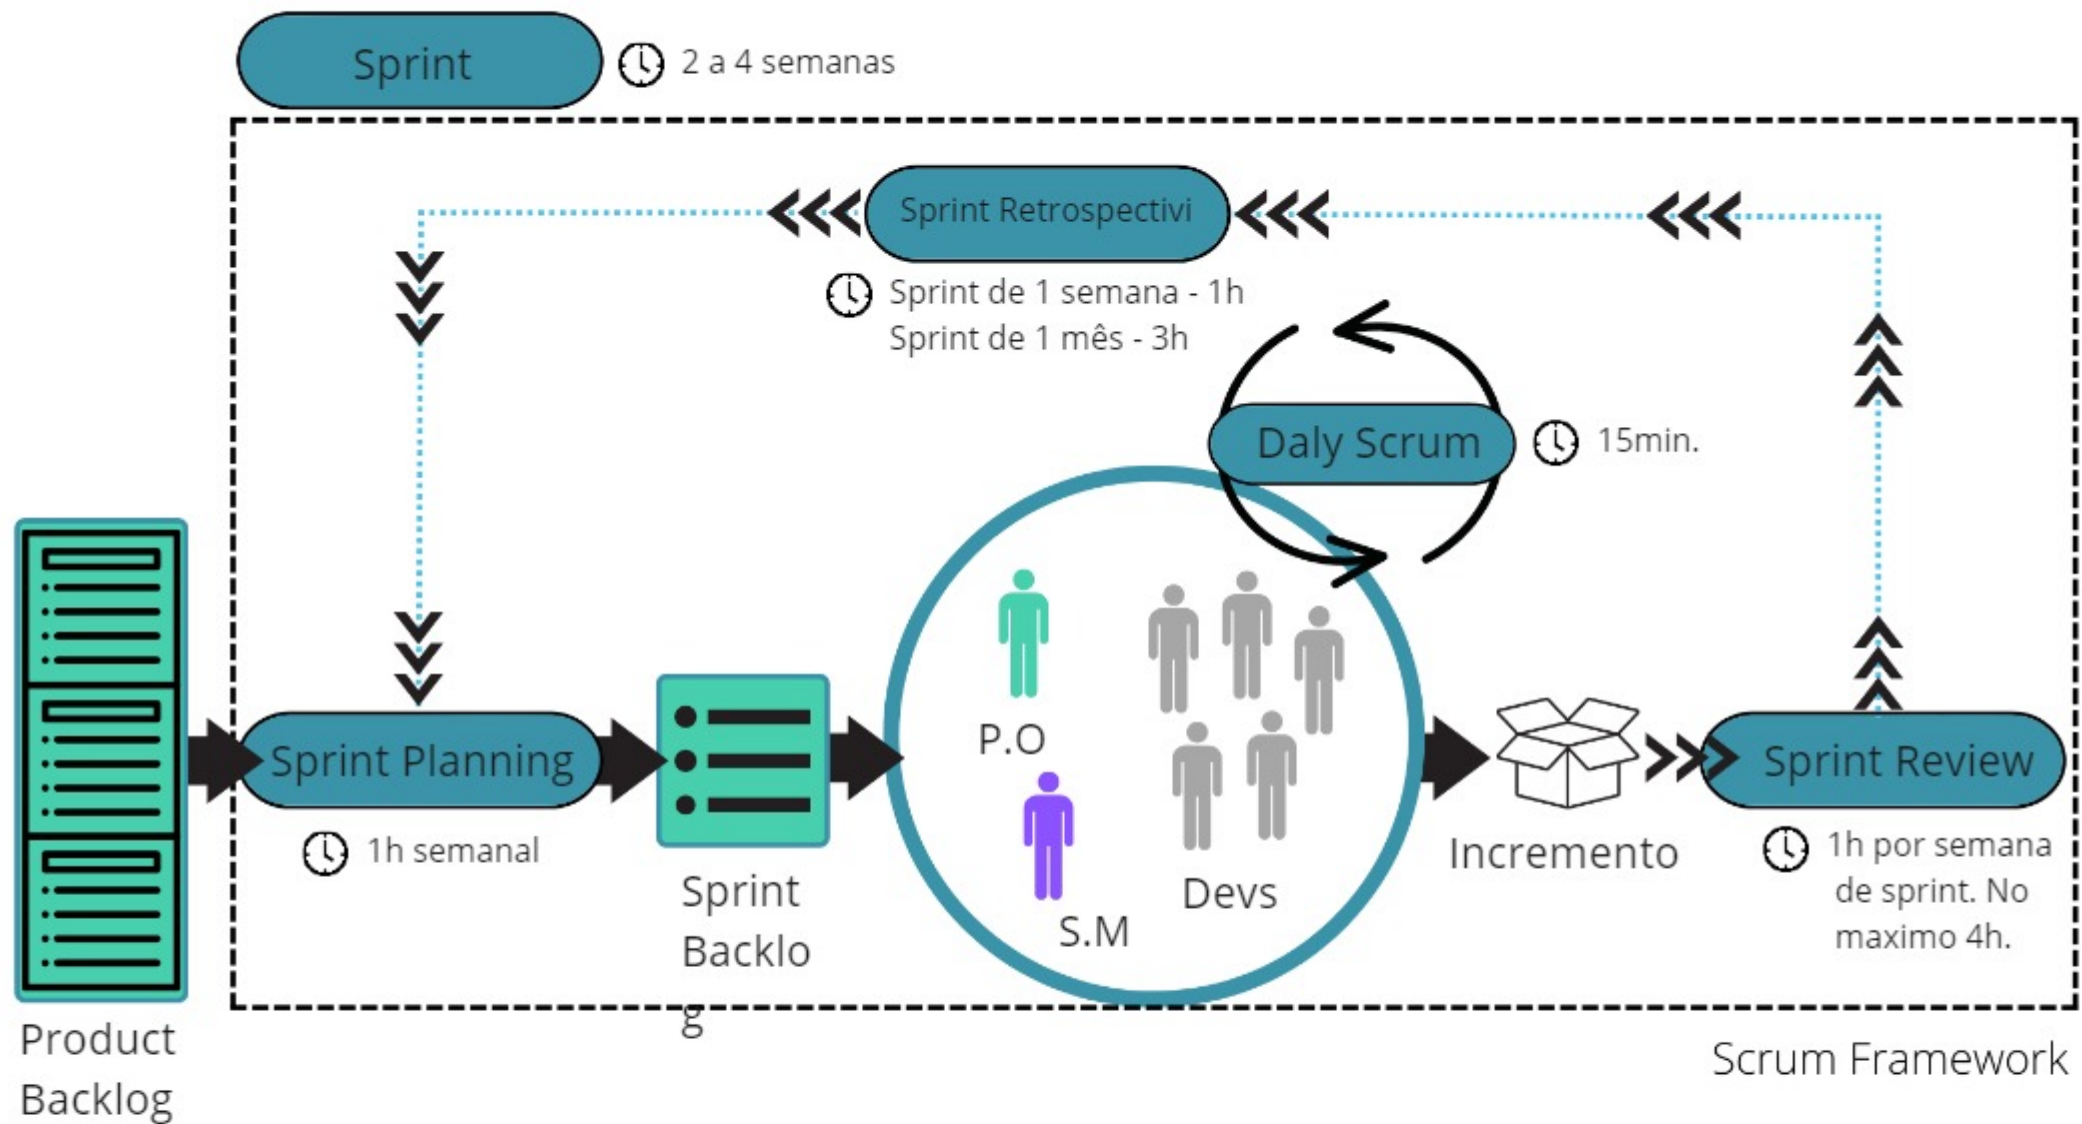 Sprint
2 a 4 semanas
Sprint Retrospectivi
Sprint de 1 semana - 1h
Sprint de 1 mês - 3h
Daly Scrum
15min.
P.O
S.M
Devs
Sprint Planning
1h semanal
Sprint
Backlo
g
Incremento
Sprint Review
1h por semana
de sprint. No
maximo 4h.
Product
Backlog
Scrum Framework